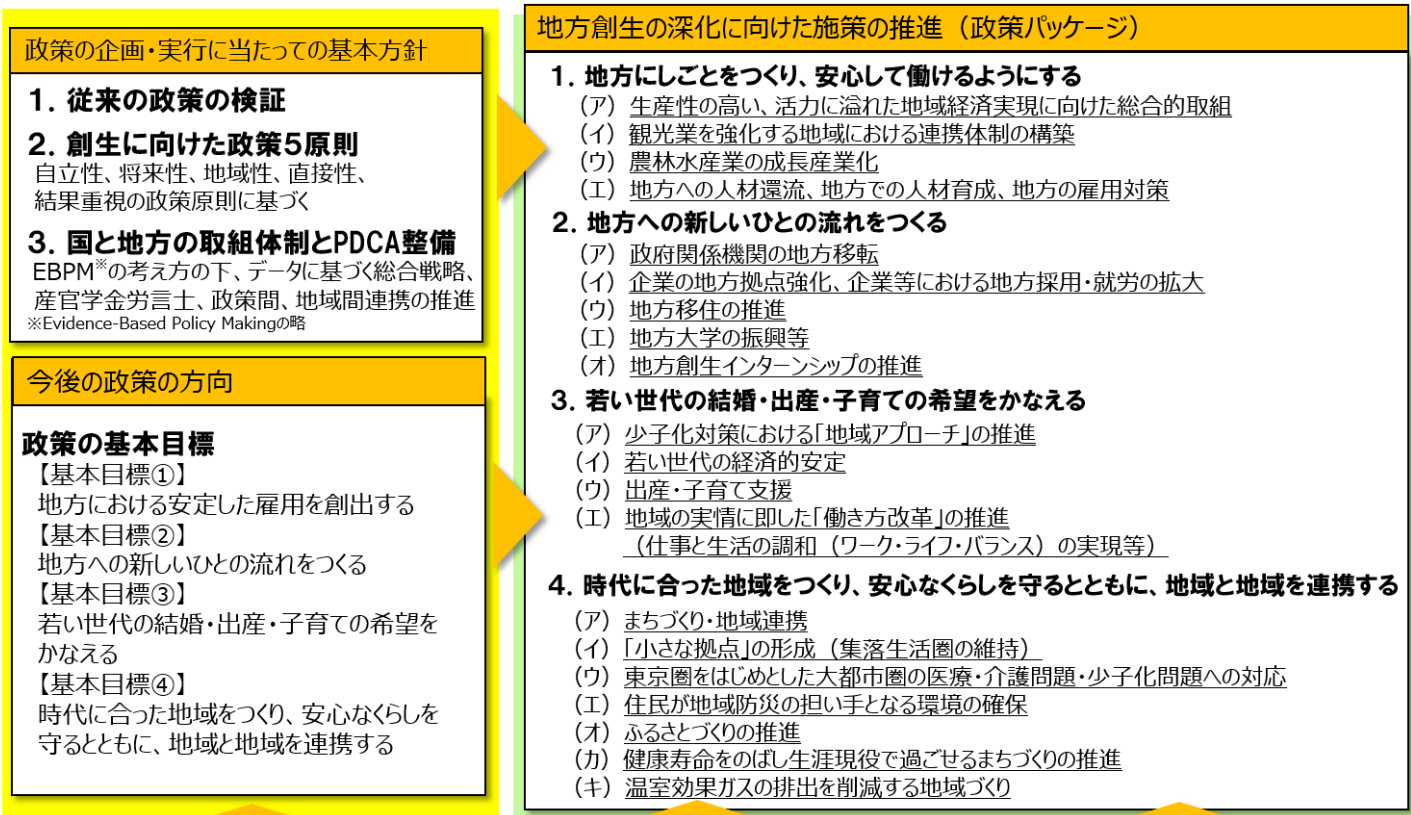 政策の企画・実行に当たっての基本方針
1. 従来の政策の検証
2. 創生に向けた政策5原則
自立性、将来性、地域性、直接性、
結果重視の政策原則に基づく
3. 国と地方の取組体制とPDCA整備
EBPM※の考え方の下、データに基づく総合戦略、
産官学金労言士、政策間、地域間連携の推進
※Evidence-Based Policy Makingの略
今後の政策の方向
政策の基本目標
【基本目標①】
地方における安定した雇用を創出する
【基本目標②】
地方への新しいひとの流れをつくる
【基本目標③】
若い世代の結婚・出産・子育ての希望を
かなえる
【基本目標④】
時代に合った地域をつくり、安心なくらしを
守るとともに、地域と地域を連携する
地方創生の深化に向けた施策の推進（政策パッケージ）
1. 地方にしごとをつくり、安心して働けるようにする
（ア）生産性の高い、活力に溢れた地域経済実現に向けた総合的取組
（イ）観光業を強化する地域における連携体制の構築
（ウ）農林水産業の成長産業化
（エ）地方への人材還流、地方での人材育成、地方の雇用対策
2. 地方への新しいひとの流れをつくる
（ア）政府関係機関の地方移転
（イ）企業の地方拠点強化、企業等における地方採用・就労の拡大
（ウ）地方移住の推進
（エ）地方大学の振興等
（オ）地方創生インターンシップの推進
3. 若い世代の結婚・出産・子育ての希望をかなえる
（ア）少子化対策における「地域アプローチ」の推進
（イ）若い世代の経済的安定
（ウ）出産・子育て支援
（エ）地域の実情に即した「働き方改革」の推進
（仕事と生活の調和（ワーク・ライフ・バランス）の実現等）
4. 時代に合った地域をつくり、安心なくらしを守るとともに、地域と地域を連携する
（ア）まちづくり・地域連携
（イ）「小さな拠点」の形成（集落生活圏の維持）
（ウ）東京圏をはじめとした大都市圏の医療・介護問題・少子化問題への対応
（エ）住民が地域防災の担い手となる環境の確保
（オ）ふるさとづくりの推進
（カ）健康寿命をのばし生涯現役で過ごせるまちづくりの推進
（キ）温室効果ガスの排出を削減する地域づくり